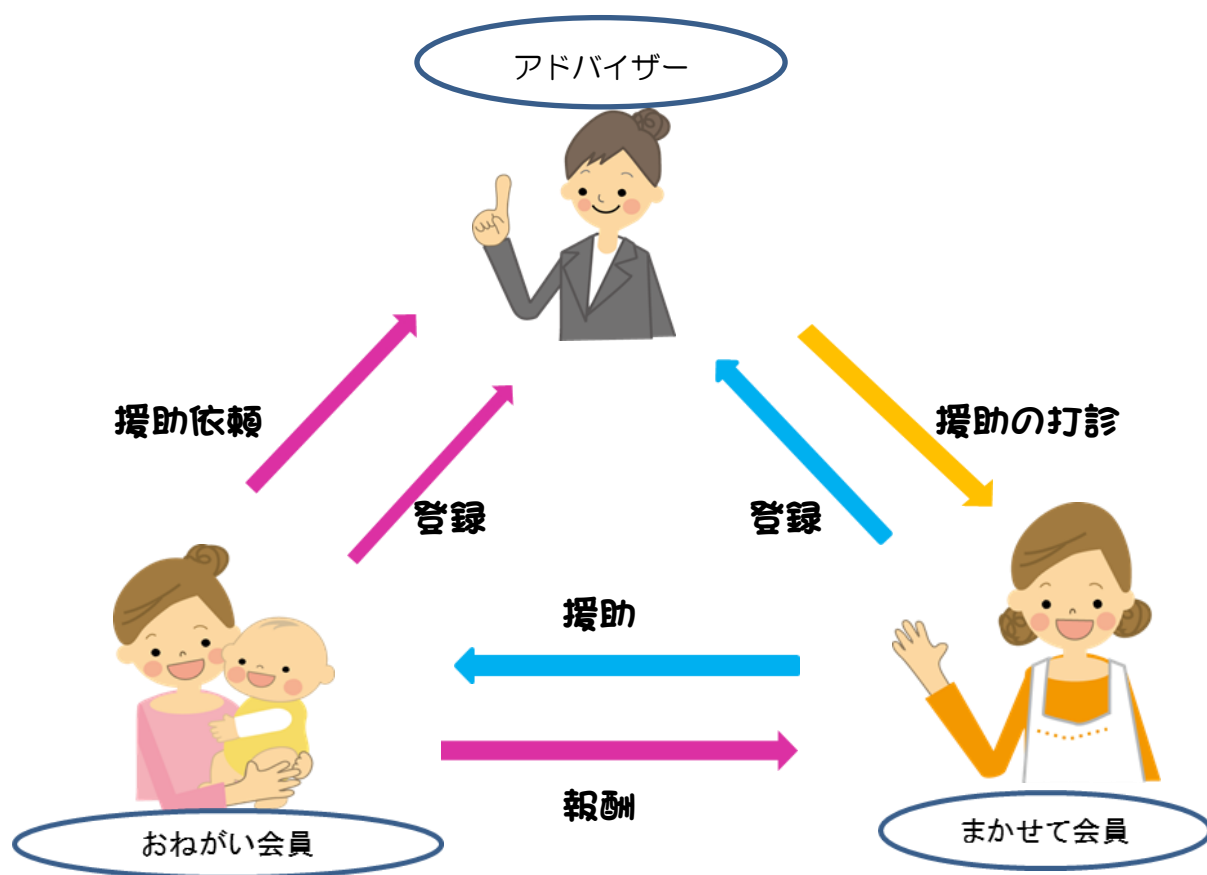 アドバイザー
援助依頼
援助の打診
登録
登録
援助
報酬
おねがい会員
まかせて会員